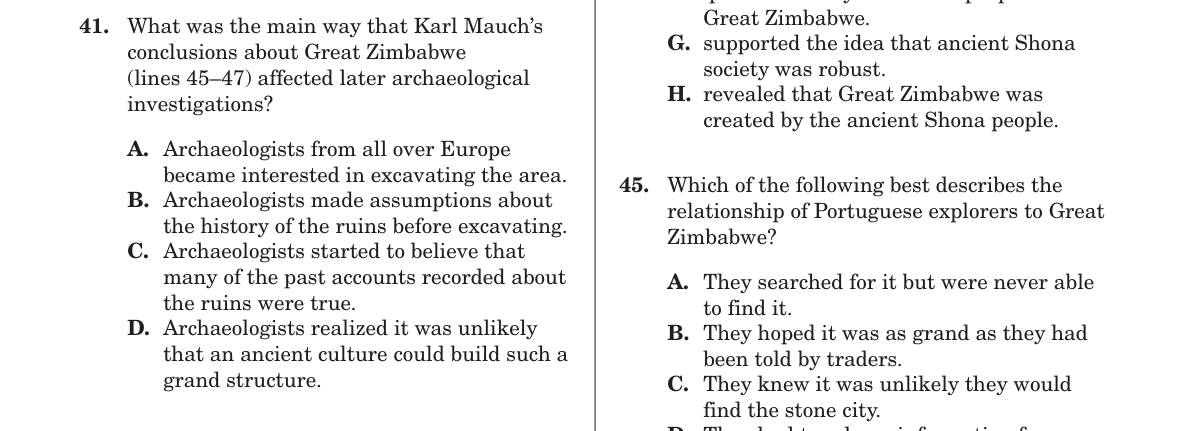 41. What was the main way that Karl Mauch’s
conclusions about Great Zimbabwe
(lines 45–47) affected later archaeological
investigations?
A. Archaeologists from all over Europe
became interested in excavating the area.
B. Archaeologists made assumptions about
the history of the ruins before excavating.
C. Archaeologists started to believe that
many of the past accounts recorded about
the ruins were true.
D. Archaeologists realized it was unlikely
that an ancient culture could build such a
grand structure.
Great Zimbabwe.
G. supported the idea that ancient Shona
society was robust.
H. revealed that Great Zimbabwe was
created by the ancient Shona people.
45. Which of the following best describes the
relationship of Portuguese explorers to Great
Zimbabwe?
A. They searched for it but were never able
to find it.
B. They hoped it was as grand as they had
been told by traders.
C. They knew it was unlikely they would
find the stone city.